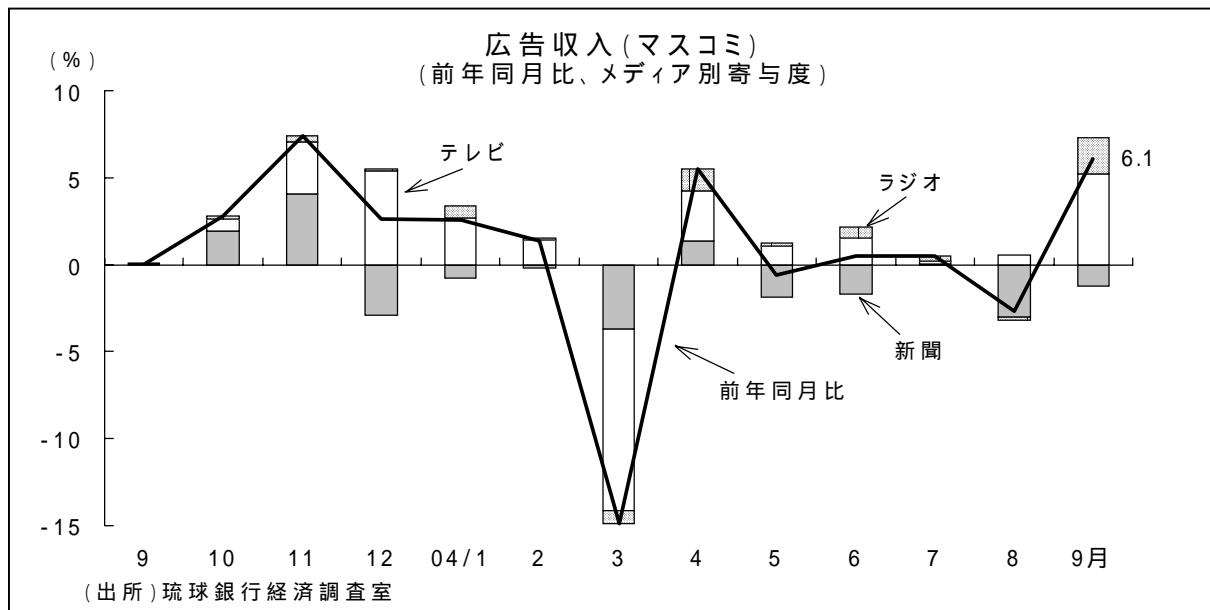 広告収入(マスコミ)
(前年同月比、メディア別寄与度)
(%)
10
5
0
-5
-10
-15
テレビ
ラジオ
6.1
新聞
前年同月比
9 10 11 12 04/1 2 3 4 5 6 7 8 9月
(出所)琉球銀行経済調査室